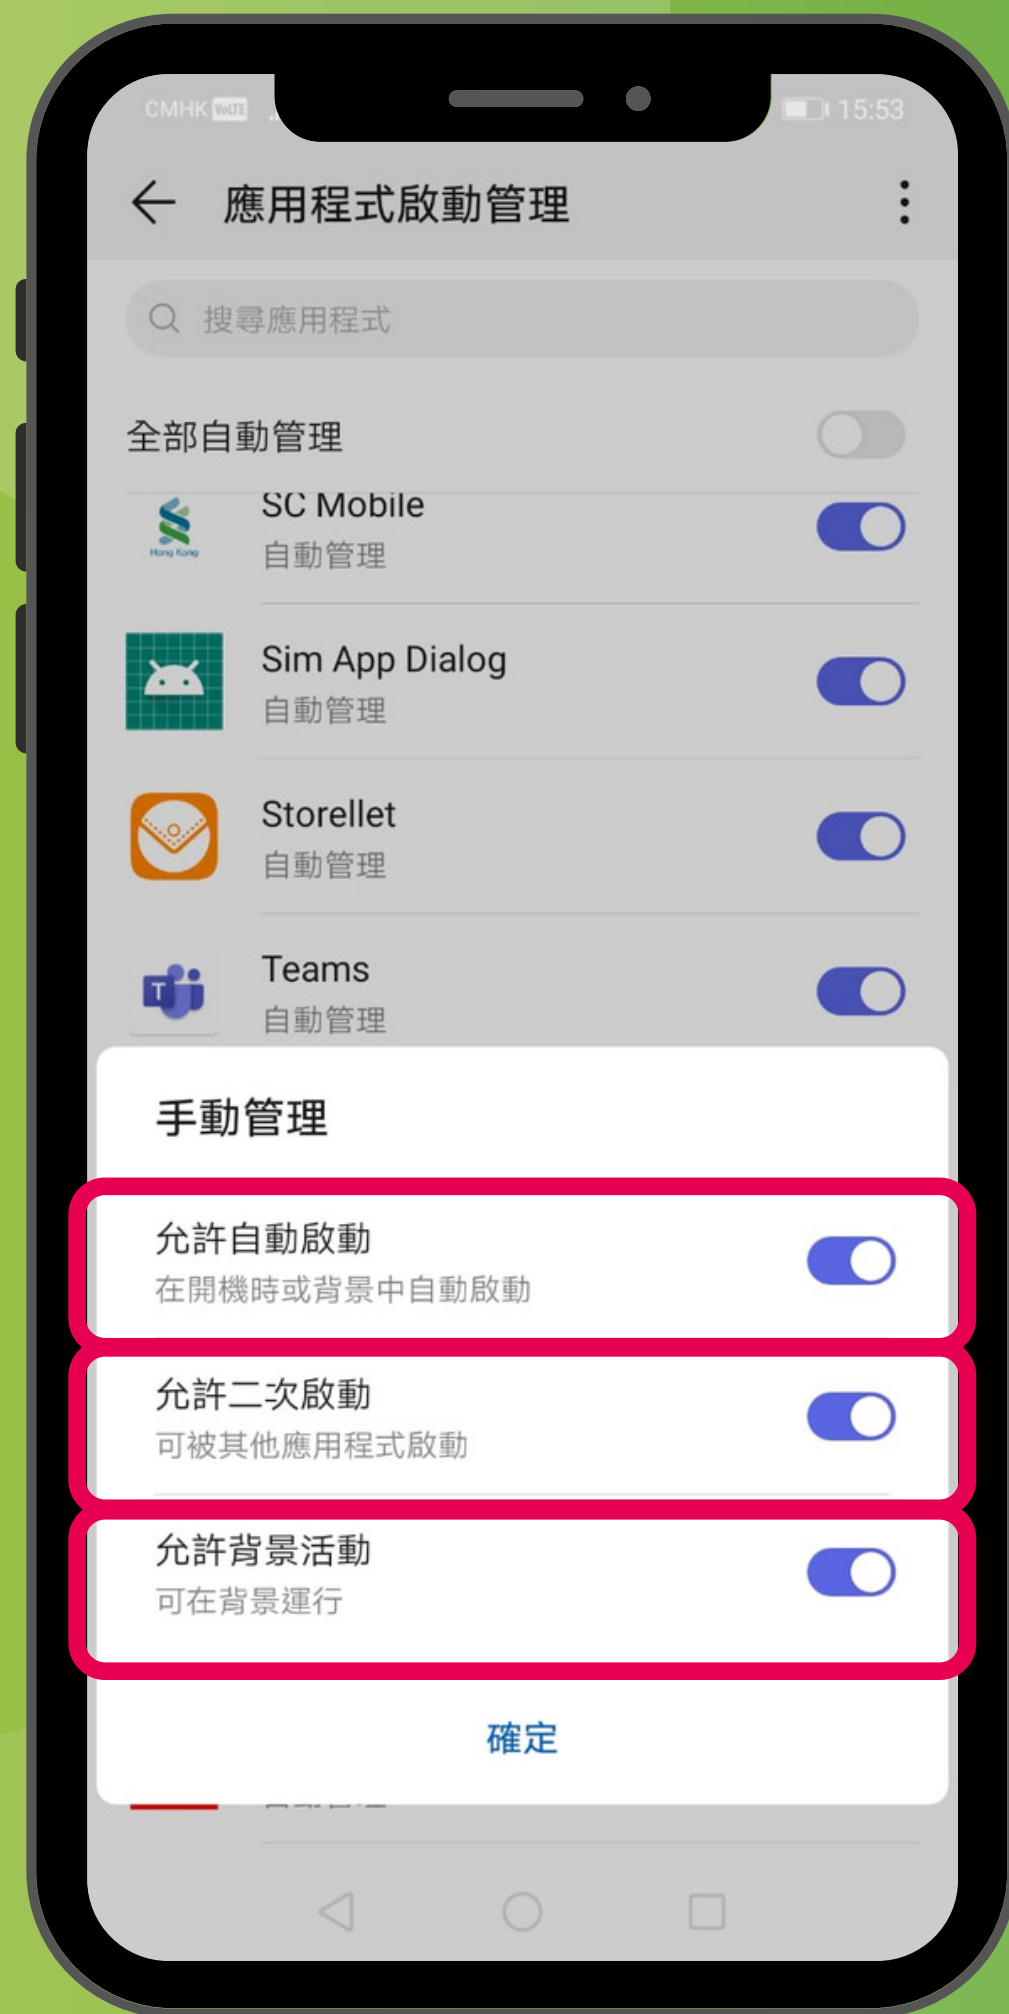 CMHK VoLTE 15:53
應用程式啟動管理
搜尋應用程式
全部自動管理
SC Mobile
Hong Kong
自動管理
Sim App Dialog
自動管理
Storellet
自動管理
Teams
T
自動管理
手動管理
允許自動啟動
在開機時或背景中自動啟動
允許二次啟動
可被其他應用程式啟動
允許背景活動
可在背景運行
確定